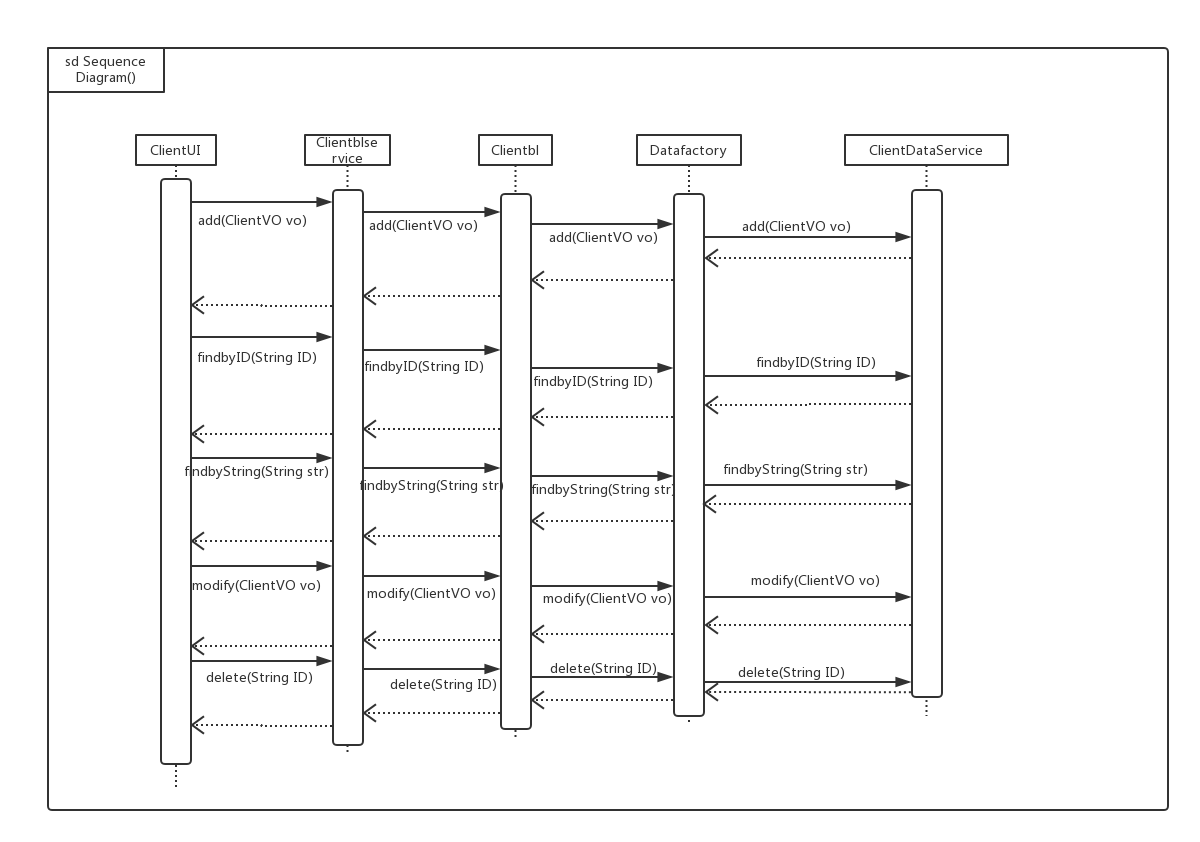 sd Sequence
Diagram()
ClientUI
Clientblse
rvice
Clientbl
Datafactory
ClientDataService
add(ClientVO vo)
add(ClientVO vo)
add(ClientVO vo)
add(ClientVO vo)
findbyID(String ID)
findbyID(String ID)
findbyID(String ID)
findbyID(String ID)
findbyString(String str)
findbyString(String str)
findbyString(String str)
findbyString(String str)
modify(ClientVO vo)
modify(ClientVO vo)
modify(ClientVO vo)
modify(ClientVO vo)
delete(String ID)
delete(String ID)
delete(String ID)
delete(String ID)